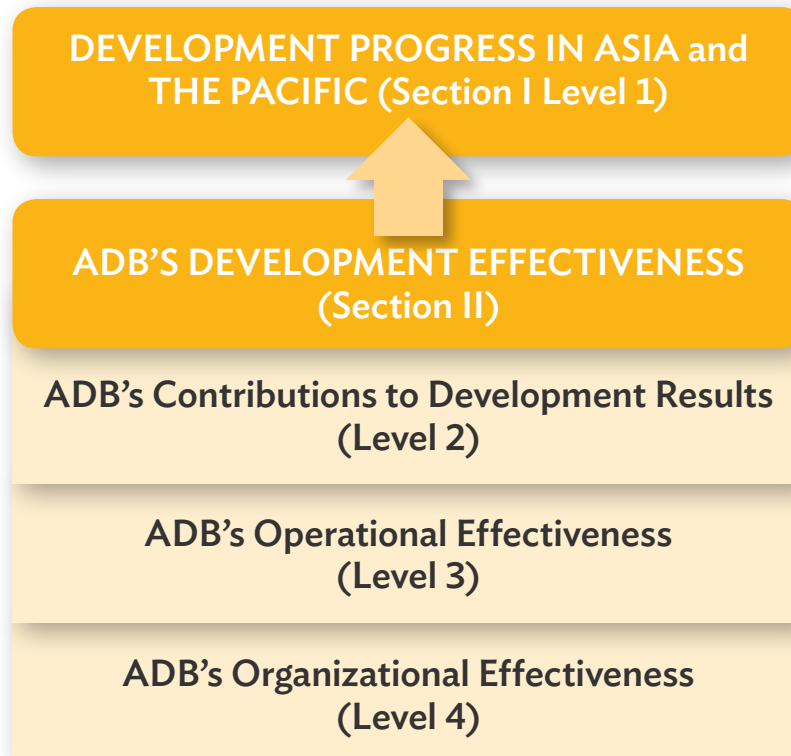 DEVELOPMENT PROGRESS IN ASIA and
THE PACIFIC (Section I Level 1)
ADB’S DEVELOPMENT EFFECTIVENESS
(Section II)
ADB’s Contributions to Development Results
(Level 2)
ADB’s Operational Effectiveness
(Level 3)
ADB’s Organizational Effectiveness
(Level 4)